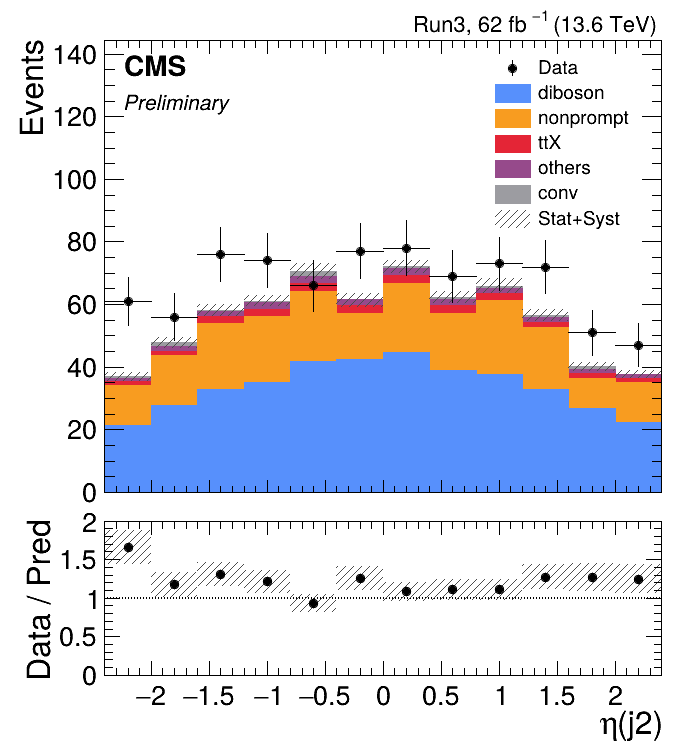 Run3, 62 fb⁻¹ (13.6 TeV)
CMS
Preliminary
Events
140
120
100
80
60
40
20
0
Data
diboson
nonprompt
ttX
others
conv
Stat+Syst
Data / Pred
2
1.5
1
0.5
0
−2 −1.5 −1 −0.5 0 0.5 1 1.5 2
η(j2)